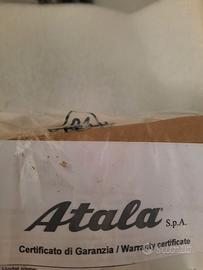 Atala® S.p.A.
Certificato di Garanzia / Warranty certificate